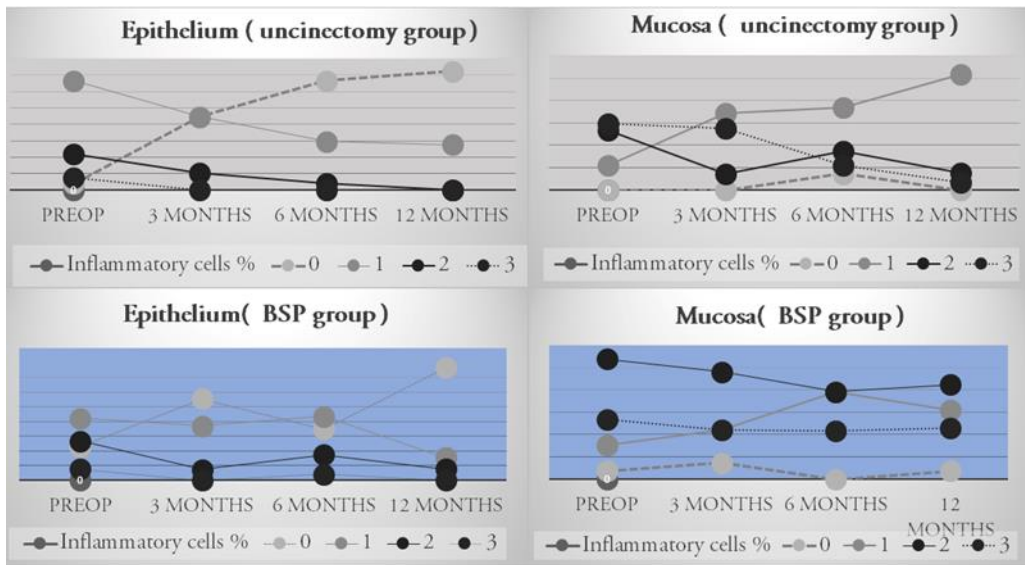 Epithelium ( uncinectomy group)
0
PREOP 3 MONTHS 6 MONTHS 12 MONTHS
Inflammatory cells % 0 1 2 3
Mucosa ( uncinectomy group)
0
PREOP 3 MONTHS 6 MONTHS 12 MONTHS
Inflammatory cells % 0 1 2 3
Epithelium( BSP group)
0
PREOP 3 MONTHS 6 MONTHS 12 MONTHS
Inflammatory cells % 0 1 2 3
Mucosa( BSP group)
0
PREOP 3 MONTHS 6 MONTHS 12
MONTHS
Inflammatory cells % 0 1 2 3